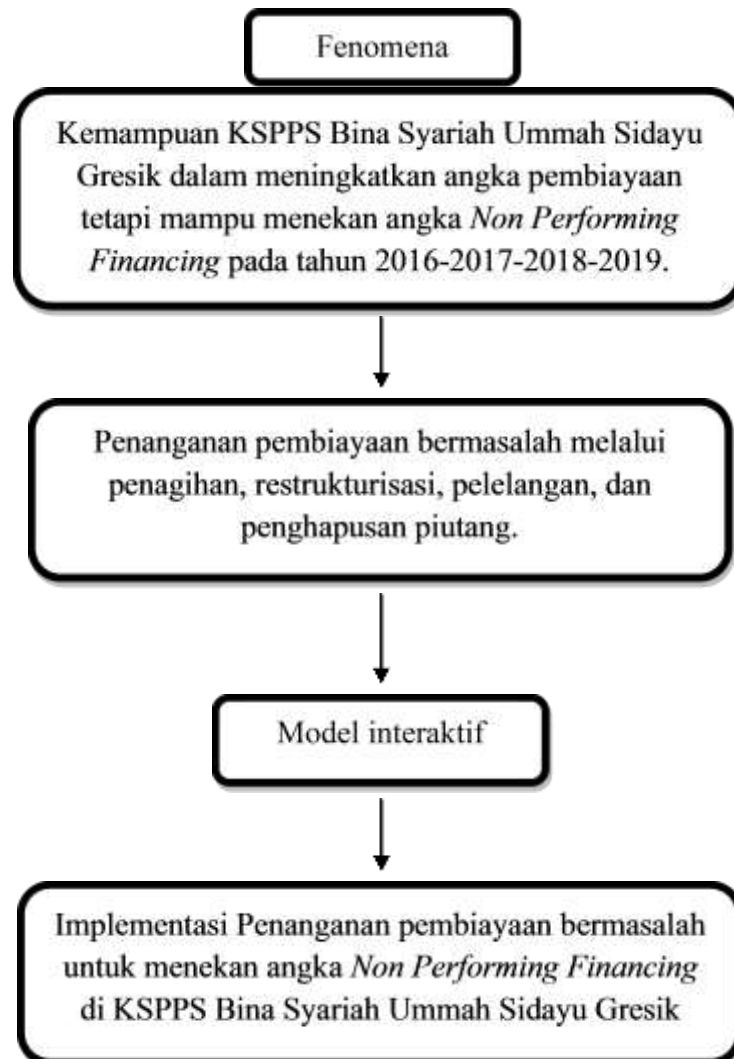 Fenomena
Kemampuan KSPPS Bina Syariah Ummah Sidayu
Gresik dalam meningkatkan angka pembiayaan
tetapi mampu menekan angka Non Performing
Financing pada tahun 2016-2017-2018-2019.
Penanganan pembiayaan bermasalah melalui
penagihan, restrukturisasi, pelelangan, dan
penghapusan piutang.
Model interaktif
Implementasi Penanganan pembiayaan bermasalah
untuk menekan angka Non Performing Financing
di KSPPS Bina Syariah Ummah Sidayu Gresik